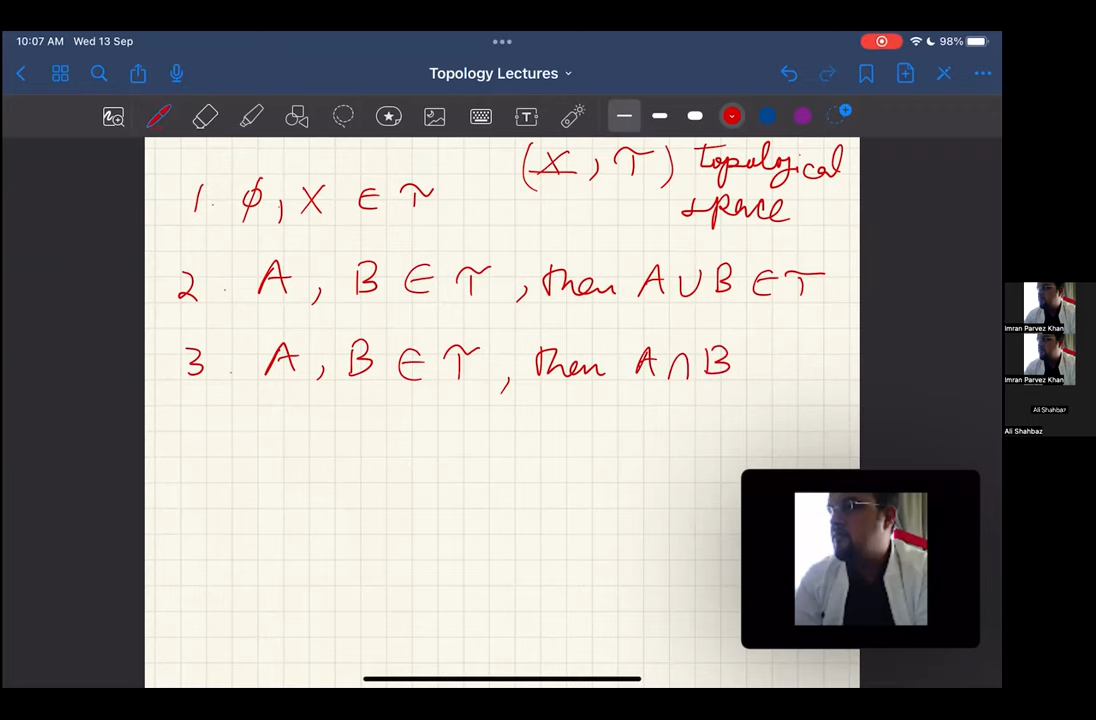 10:07 AM Wed 13 Sep
98%
Topology Lectures
T
(X, τ) topological
space
1. φ, X ∈ τ
2. A, B ∈ τ, then A ∪ B ∈ τ
3. A, B ∈ τ, then A ∩ B
Imran Parvez Khan
Imran Parvez Khan
Ali Shahbaz
Ali Shahbaz